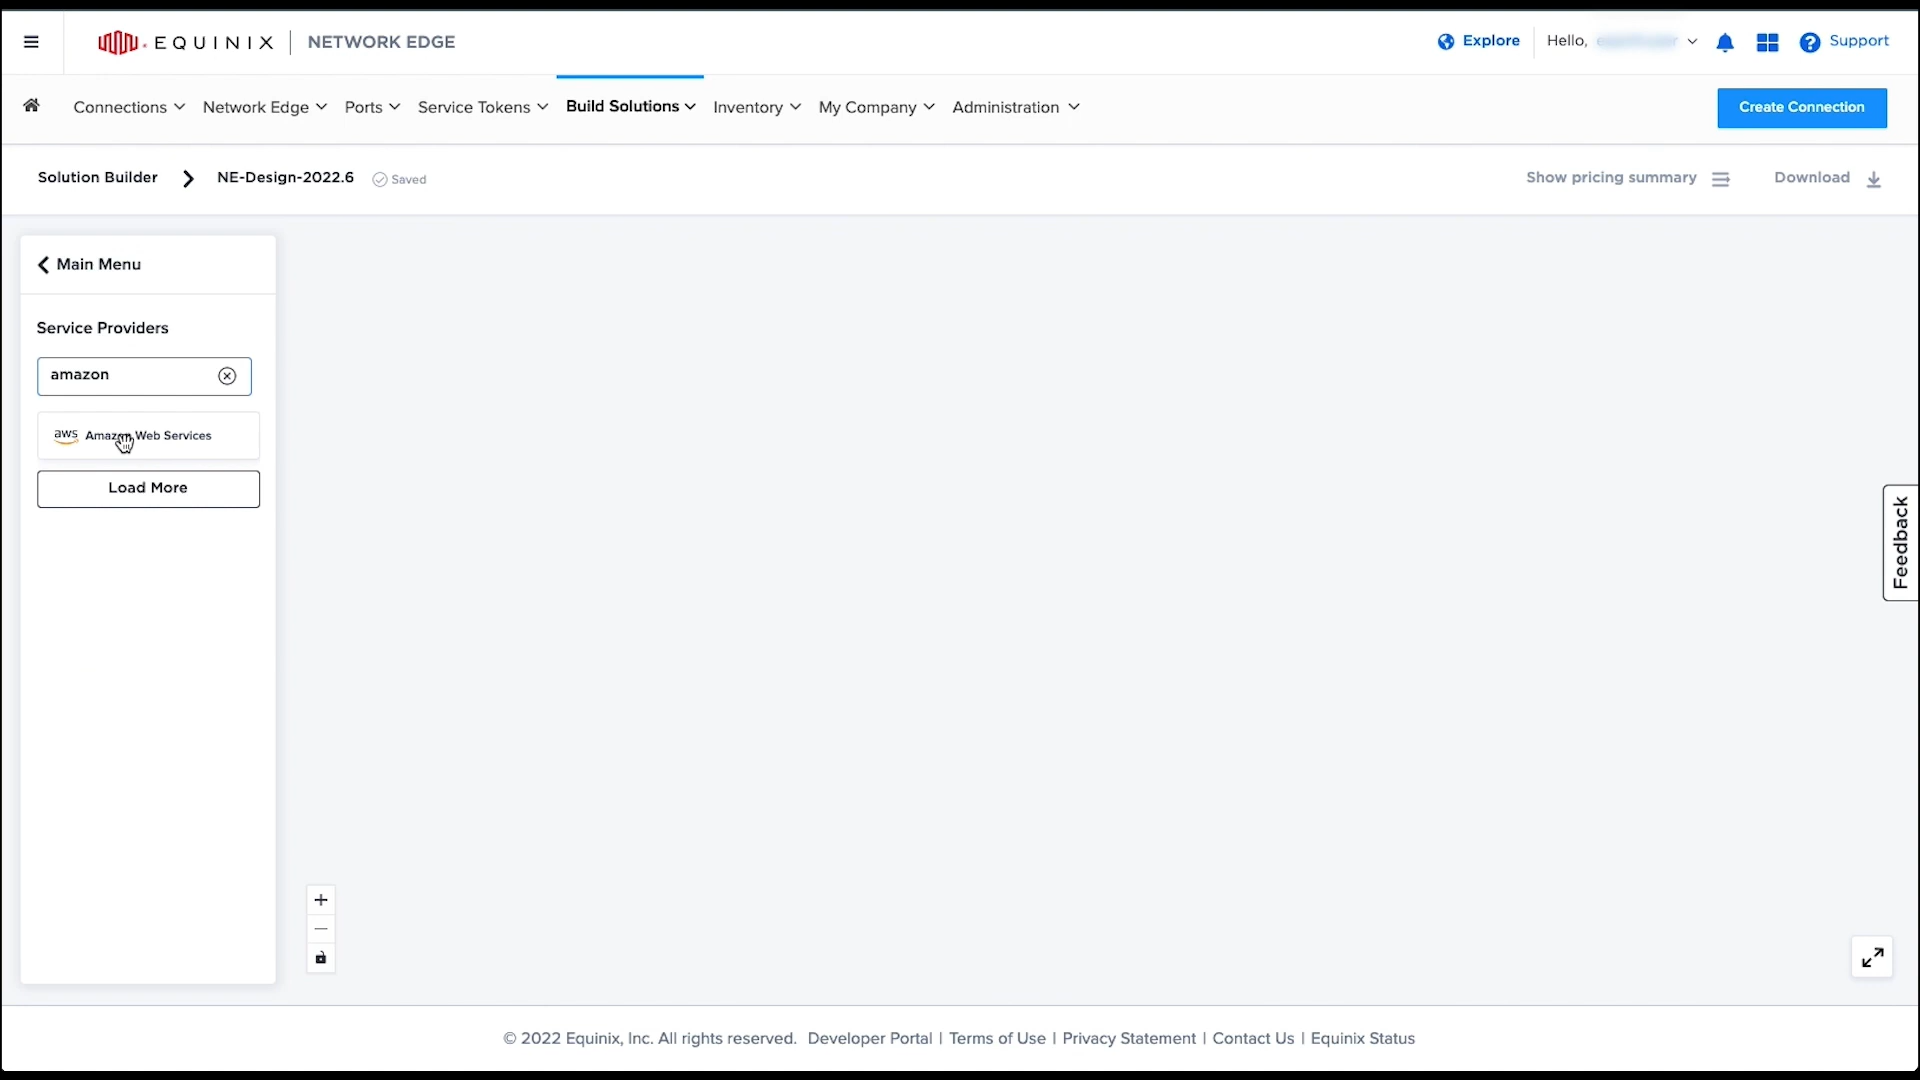 EQUINIX | NETWORK EDGE
Explore
Hello,
Support
Connections
Network Edge
Ports
Service Tokens
Build Solutions
Inventory
My Company
Administration
Create Connection
Solution Builder
NE-Design-2022.6
Saved
Show pricing summary
Download
Main Menu
Service Providers
amazon
aws Amazon Web Services
Load More
Feedback
© 2022 Equinix, Inc. All rights reserved. Developer Portal | Terms of Use | Privacy Statement | Contact Us | Equinix Status